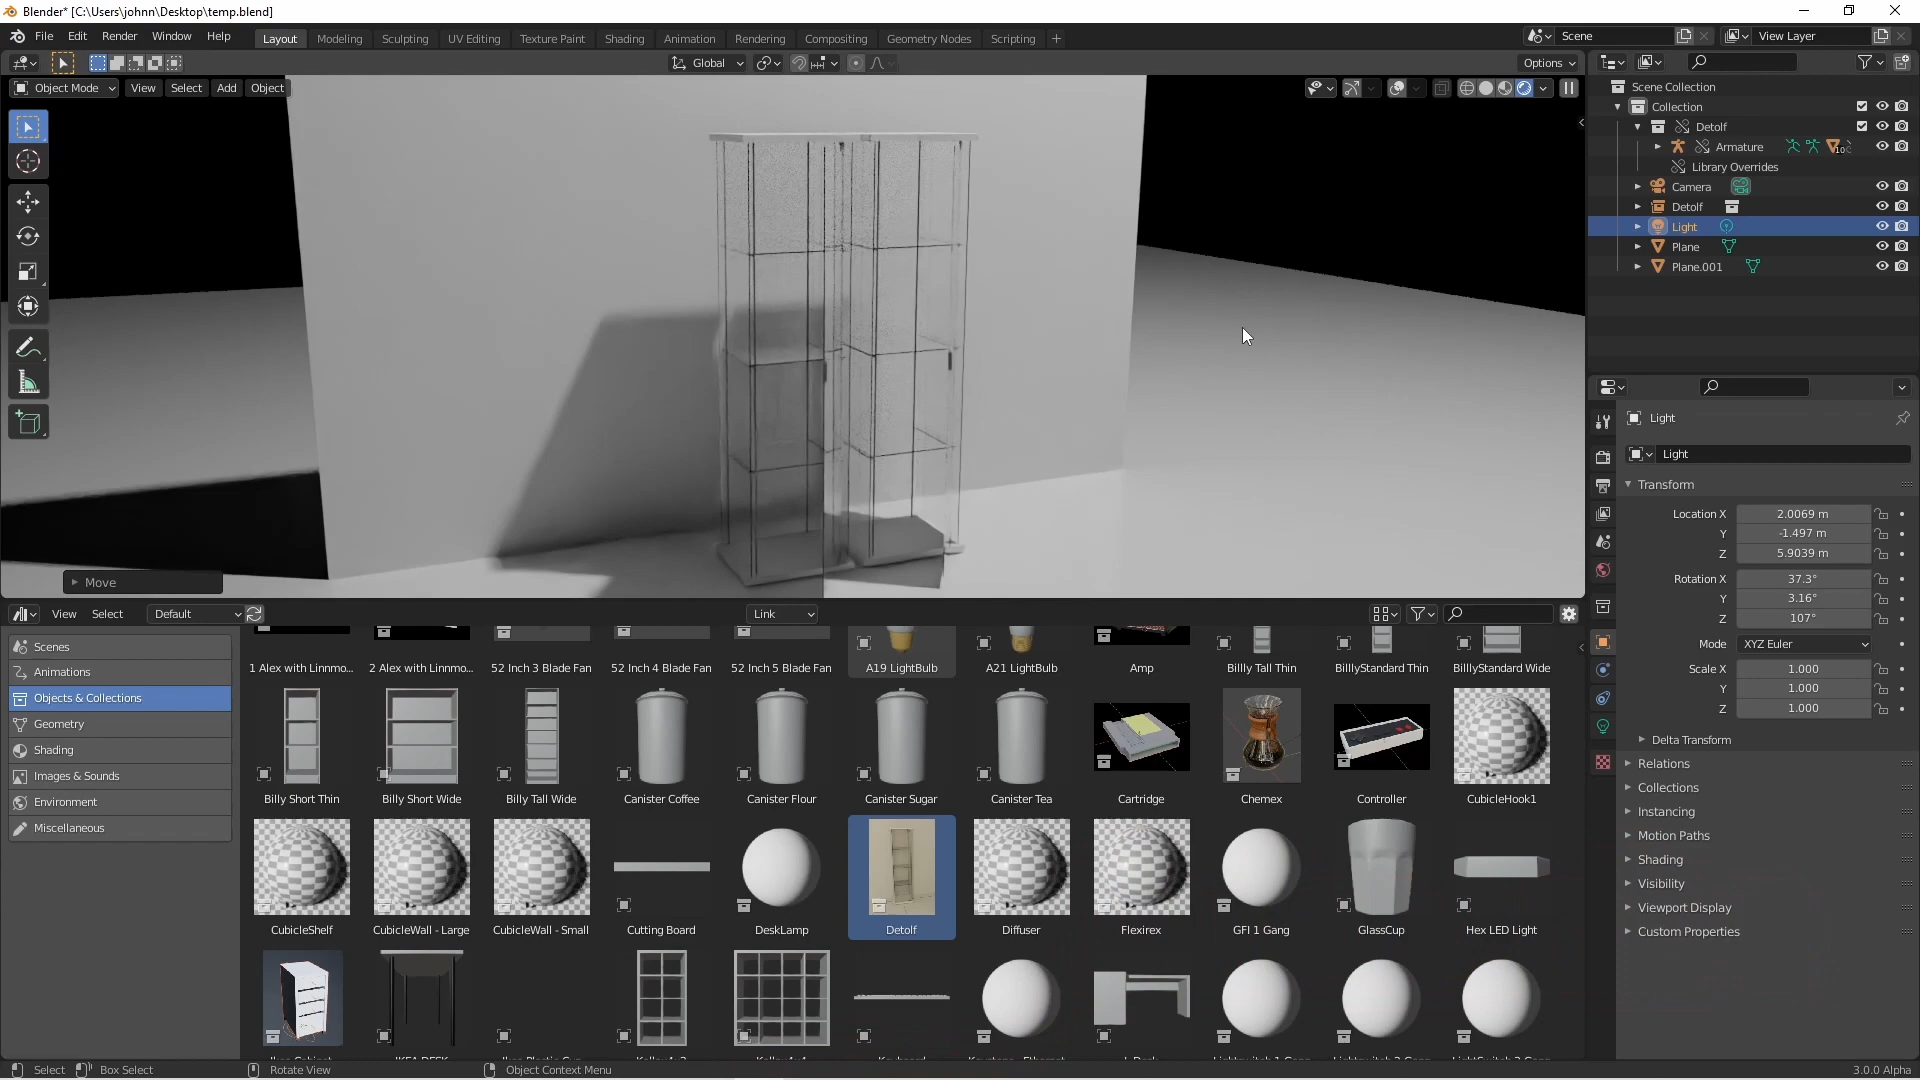 Blender* [C:\Users\johnn\Desktop\temp.blend]
File Edit Render Window Help Layout Modeling Sculpting UV Editing Texture Paint Shading Animation Rendering Compositing Geometry Nodes Scripting + Scene View Layer
Global Options
Object Mode View Select Add Object
Scene Collection
Collection
Detolf
Armature 10
Library Overrides
Camera
Detolf
Light
Plane
Plane.001
Light
Light
Transform
Location X 2.0069 m
Y -1.497 m
Z 5.9039 m
Rotation X 37.3°
Y 3.16°
Z 107°
Mode XYZ Euler
Scale X 1.000
Y 1.000
Z 1.000
Delta Transform
Relations
Collections
Instancing
Motion Paths
Shading
Visibility
Viewport Display
Custom Properties
Move
View Select Default Link
Scenes
Animations
Objects & Collections
Geometry
Shading
Images & Sounds
Environment
Miscellaneous
1 Alex with Linnmo... 2 Alex with Linnmo... 52 Inch 3 Blade Fan 52 Inch 4 Blade Fan 52 Inch 5 Blade Fan A19 LightBulb A21 LightBulb Amp Billly Tall Thin BilllyStandard Thin BilllyStandard Wide
Billy Short Thin Billy Short Wide Billy Tall Wide Canister Coffee Canister Flour Canister Sugar Canister Tea Cartridge Chemex Controller CubicleHook1
CubicleShelf CubicleWall - Large CubicleWall - Small Cutting Board DeskLamp Detolf Diffuser Flexirex GFI 1 Gang GlassCup Hex LED Light
Select Box Select Rotate View Object Context Menu 3.0.0 Alpha